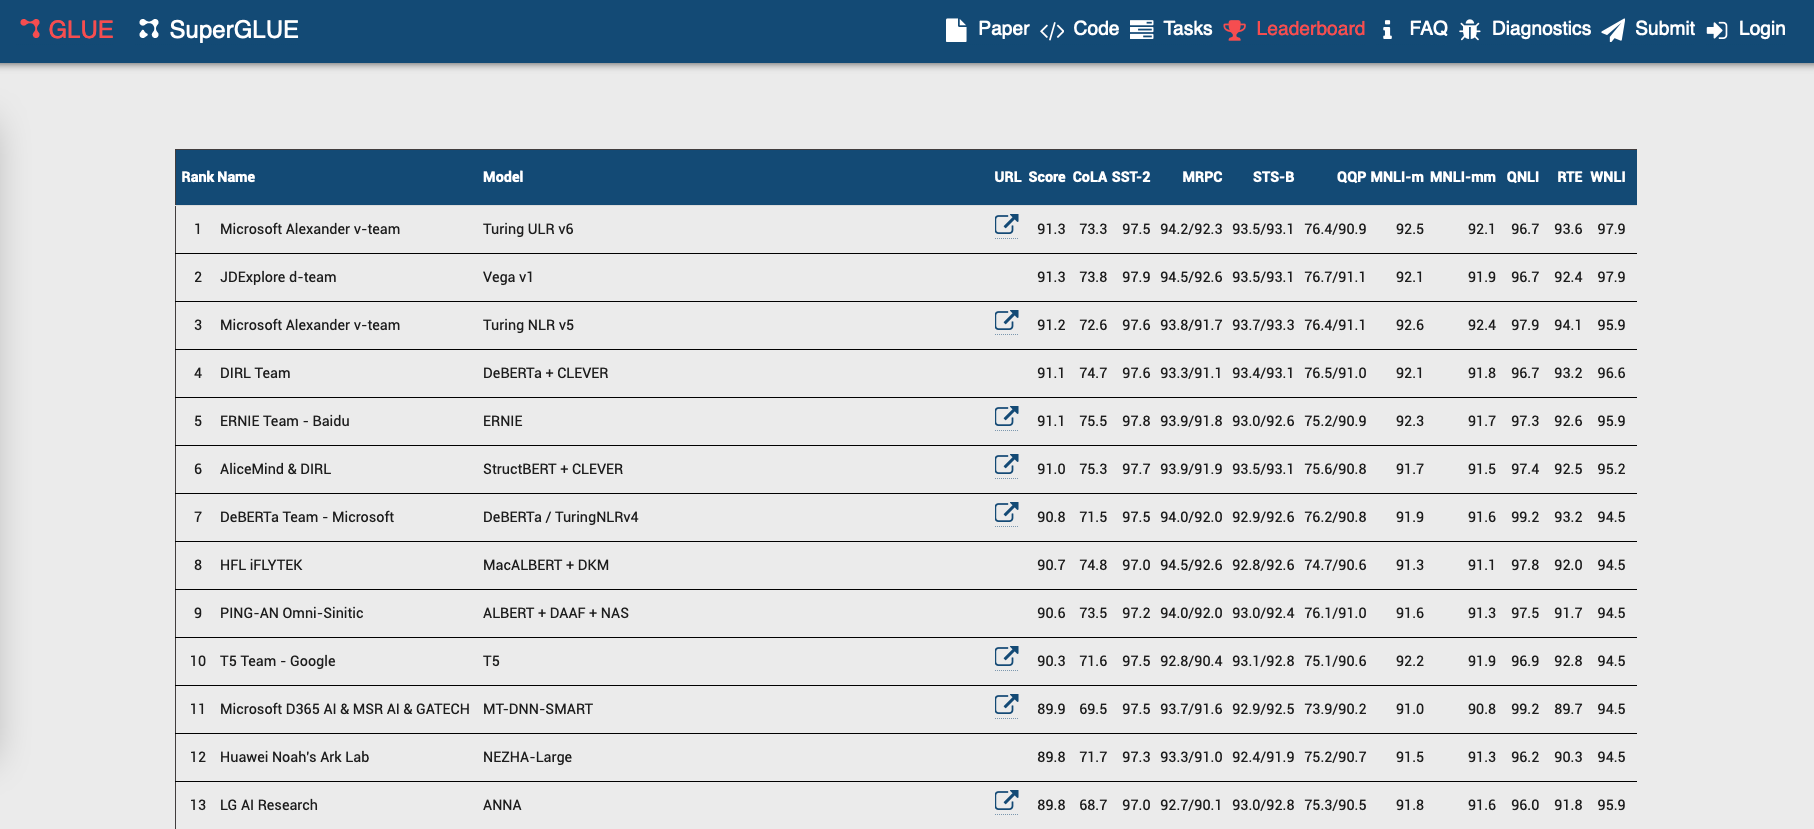 GLUE SuperGLUE Paper </> Code Tasks Leaderboard i FAQ Diagnostics Submit Login
Rank Name Model URL Score CoLA SST-2 MRPC STS-B QQP MNLI-m MNLI-mm QNLI RTE WNLI
1 Microsoft Alexander v-team Turing ULR v6 91.3 73.3 97.5 94.2/92.3 93.5/93.1 76.4/90.9 92.5 92.1 96.7 93.6 97.9
2 JDExplore d-team Vega v1 91.3 73.8 97.9 94.5/92.6 93.5/93.1 76.7/91.1 92.1 91.9 96.7 92.4 97.9
3 Microsoft Alexander v-team Turing NLR v5 91.2 72.6 97.6 93.8/91.7 93.7/93.3 76.4/91.1 92.6 92.4 97.9 94.1 95.9
4 DIRL Team DeBERTa + CLEVER 91.1 74.7 97.6 93.3/91.1 93.4/93.1 76.5/91.0 92.1 91.8 96.7 93.2 96.6
5 ERNIE Team - Baidu ERNIE 91.1 75.5 97.8 93.9/91.8 93.0/92.6 75.2/90.9 92.3 91.7 97.3 92.6 95.9
6 AliceMind & DIRL StructBERT + CLEVER 91.0 75.3 97.7 93.9/91.9 93.5/93.1 75.6/90.8 91.7 91.5 97.4 92.5 95.2
7 DeBERTa Team - Microsoft DeBERTa / TuringNLRv4 90.8 71.5 97.5 94.0/92.0 92.9/92.6 76.2/90.8 91.9 91.6 99.2 93.2 94.5
8 HFL iFLYTEK MacALBERT + DKM 90.7 74.8 97.0 94.5/92.6 92.8/92.6 74.7/90.6 91.3 91.1 97.8 92.0 94.5
9 PING-AN Omni-Sinitic ALBERT + DAAF + NAS 90.6 73.5 97.2 94.0/92.0 93.0/92.4 76.1/91.0 91.6 91.3 97.5 91.7 94.5
10 T5 Team - Google T5 90.3 71.6 97.5 92.8/90.4 93.1/92.8 75.1/90.6 92.2 91.9 96.9 92.8 94.5
11 Microsoft D365 AI & MSR AI & GATECH MT-DNN-SMART 89.9 69.5 97.5 93.7/91.6 92.9/92.5 73.9/90.2 91.0 90.8 99.2 89.7 94.5
12 Huawei Noah's Ark Lab NEZHA-Large 89.8 71.7 97.3 93.3/91.0 92.4/91.9 75.2/90.7 91.5 91.3 96.2 90.3 94.5
13 LG AI Research ANNA 89.8 68.7 97.0 92.7/90.1 93.0/92.8 75.3/90.5 91.8 91.6 96.0 91.8 95.9